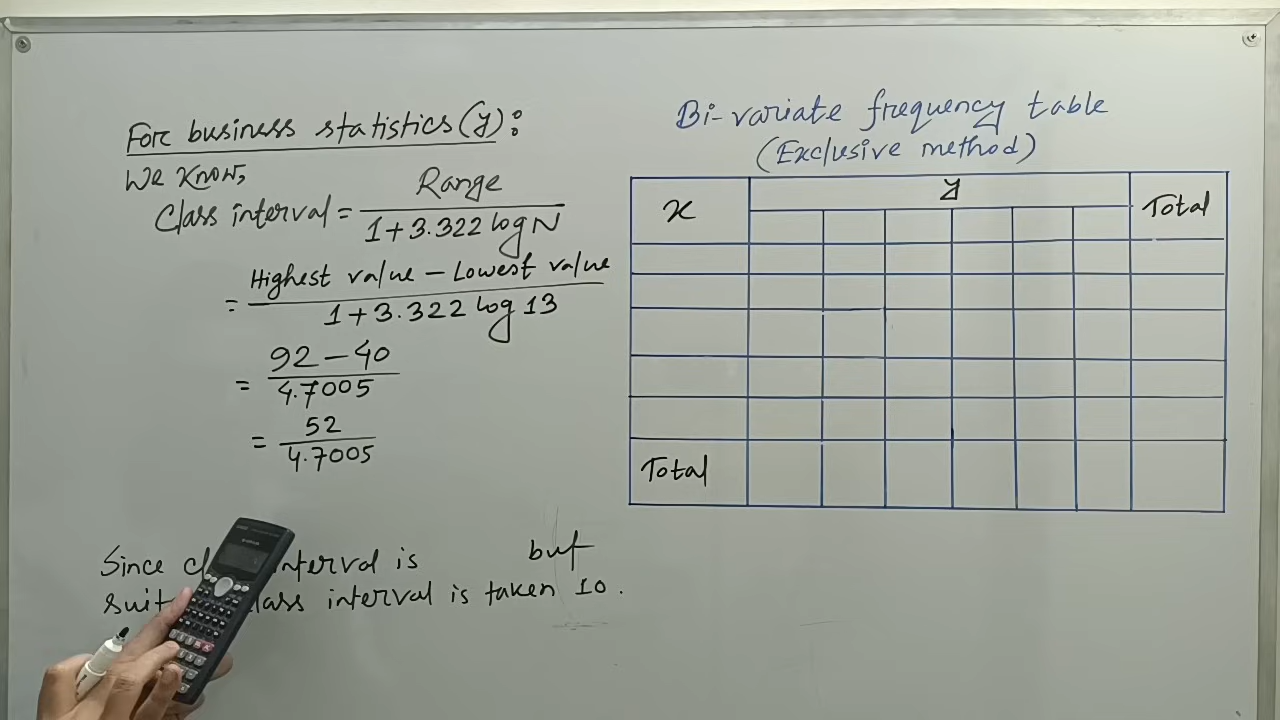 For business statistics (y):
We know,
Class interval = Range / 1+3.322 log N
= Highest value – Lowest value / 1+3.322 log 13
= 92 – 40 / 4.7005
= 52 / 4.7005
Since interval is but
class interval is taken 10.
Bi-variate frequency table
(Exclusive method)
x y Total
Total